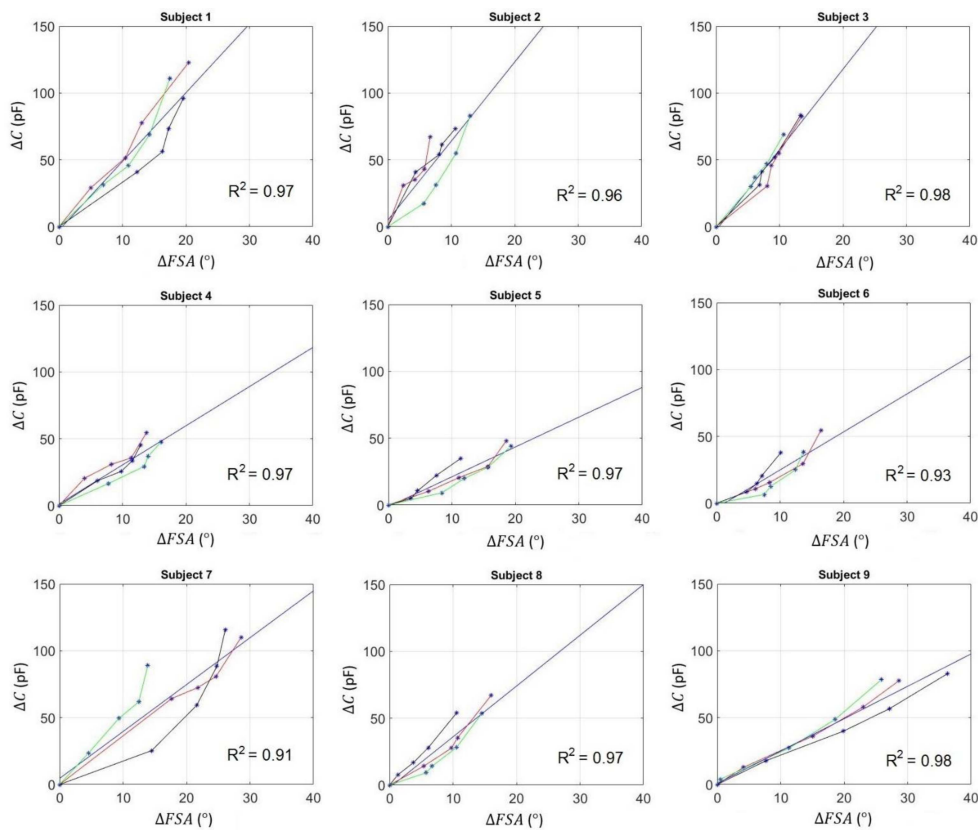 Subject 1
150
100
50
0
ΔC (pF)
R² = 0.97
0 10 20 30 40
ΔFSA (°)
Subject 2
150
100
50
0
ΔC (pF)
R² = 0.96
0 10 20 30 40
ΔFSA (°)
Subject 3
150
100
50
0
ΔC (pF)
R² = 0.98
0 10 20 30 40
ΔFSA (°)
Subject 4
150
100
50
0
ΔC (pF)
R² = 0.97
0 10 20 30 40
ΔFSA (°)
Subject 5
150
100
50
0
ΔC (pF)
R² = 0.97
0 10 20 30 40
ΔFSA (°)
Subject 6
150
100
50
0
ΔC (pF)
R² = 0.93
0 10 20 30 40
ΔFSA (°)
Subject 7
150
100
50
0
ΔC (pF)
R² = 0.91
0 10 20 30 40
ΔFSA (°)
Subject 8
150
100
50
0
ΔC (pF)
R² = 0.97
0 10 20 30 40
ΔFSA (°)
Subject 9
150
100
50
0
ΔC (pF)
R² = 0.98
0 10 20 30 40
ΔFSA (°)